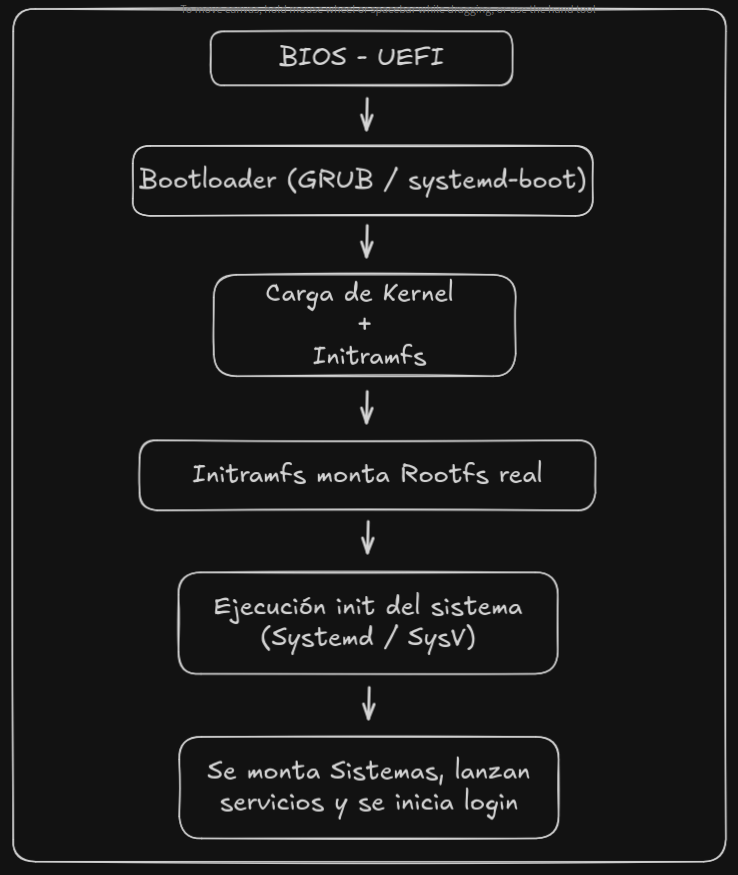 To move canvas, hold mouse wheel or spacebar while dragging, or use the hand tool
BIOS - UEFI
Bootloader (GRUB / systemd-boot)
Carga de Kernel
+
Initramfs
Initramfs monta Rootfs real
Ejecución init del sistema
(Systemd / SysV)
Se monta Sistemas, lanzan
servicios y se inicia login